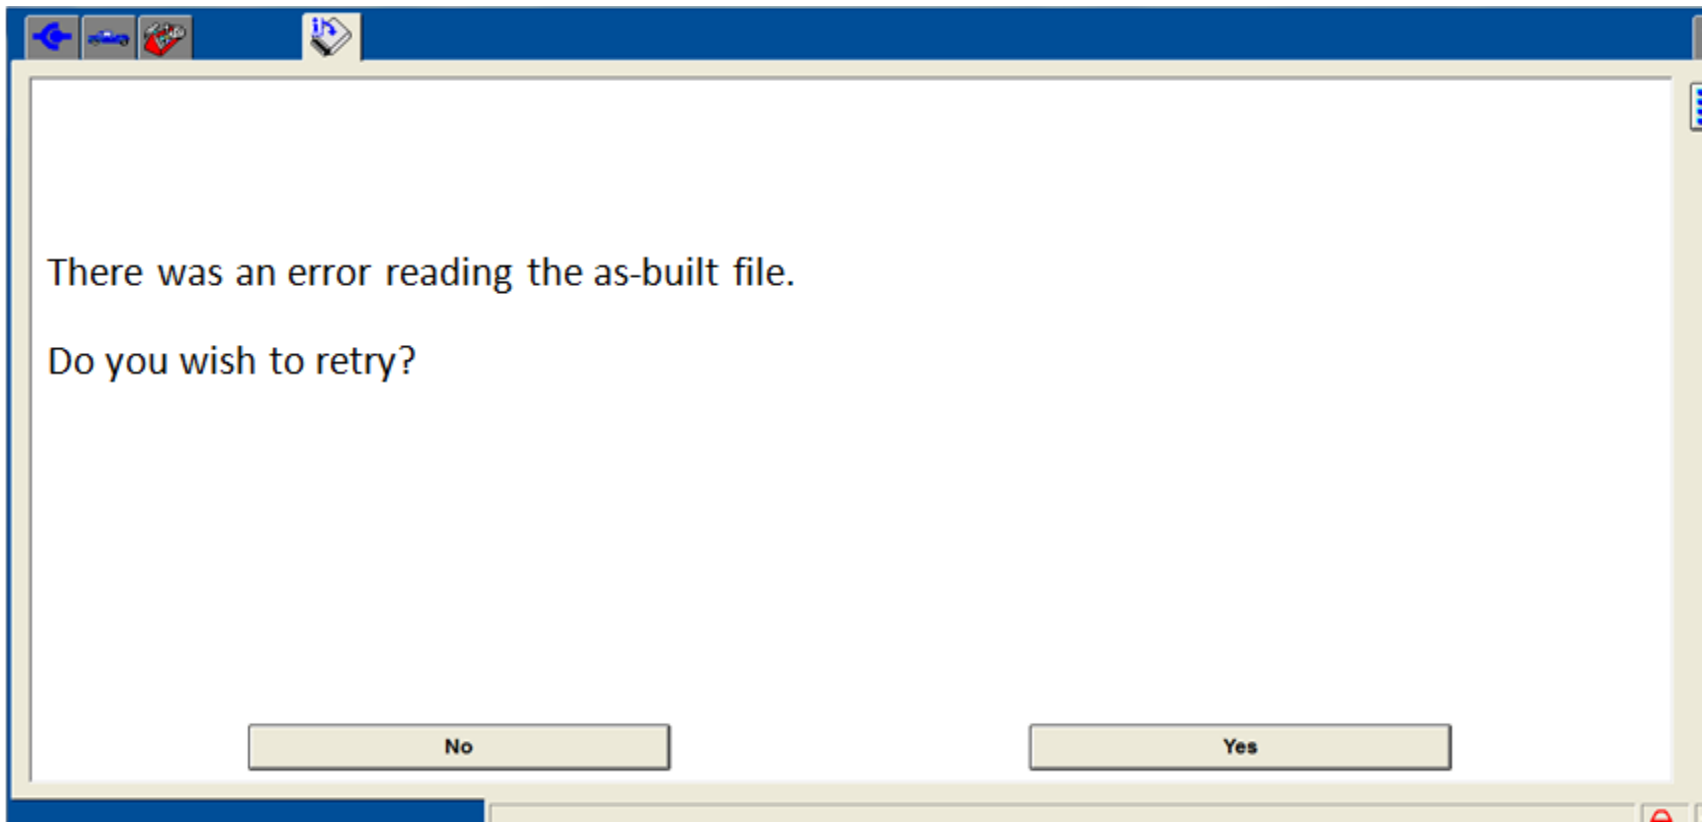 There was an error reading the as-built file.
Do you wish to retry?
No
Yes